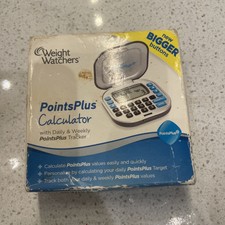 Weight
Watchers
new
BIGGER
buttons
PointsPlus
Calculator
with Daily & Weekly
PointsPlus Tracker
PointsPlus
Calculate PointsPlus values easily and quickly
Personalize by calculating your daily PointsPlus Target
Track both your daily & weekly PointsPlus values